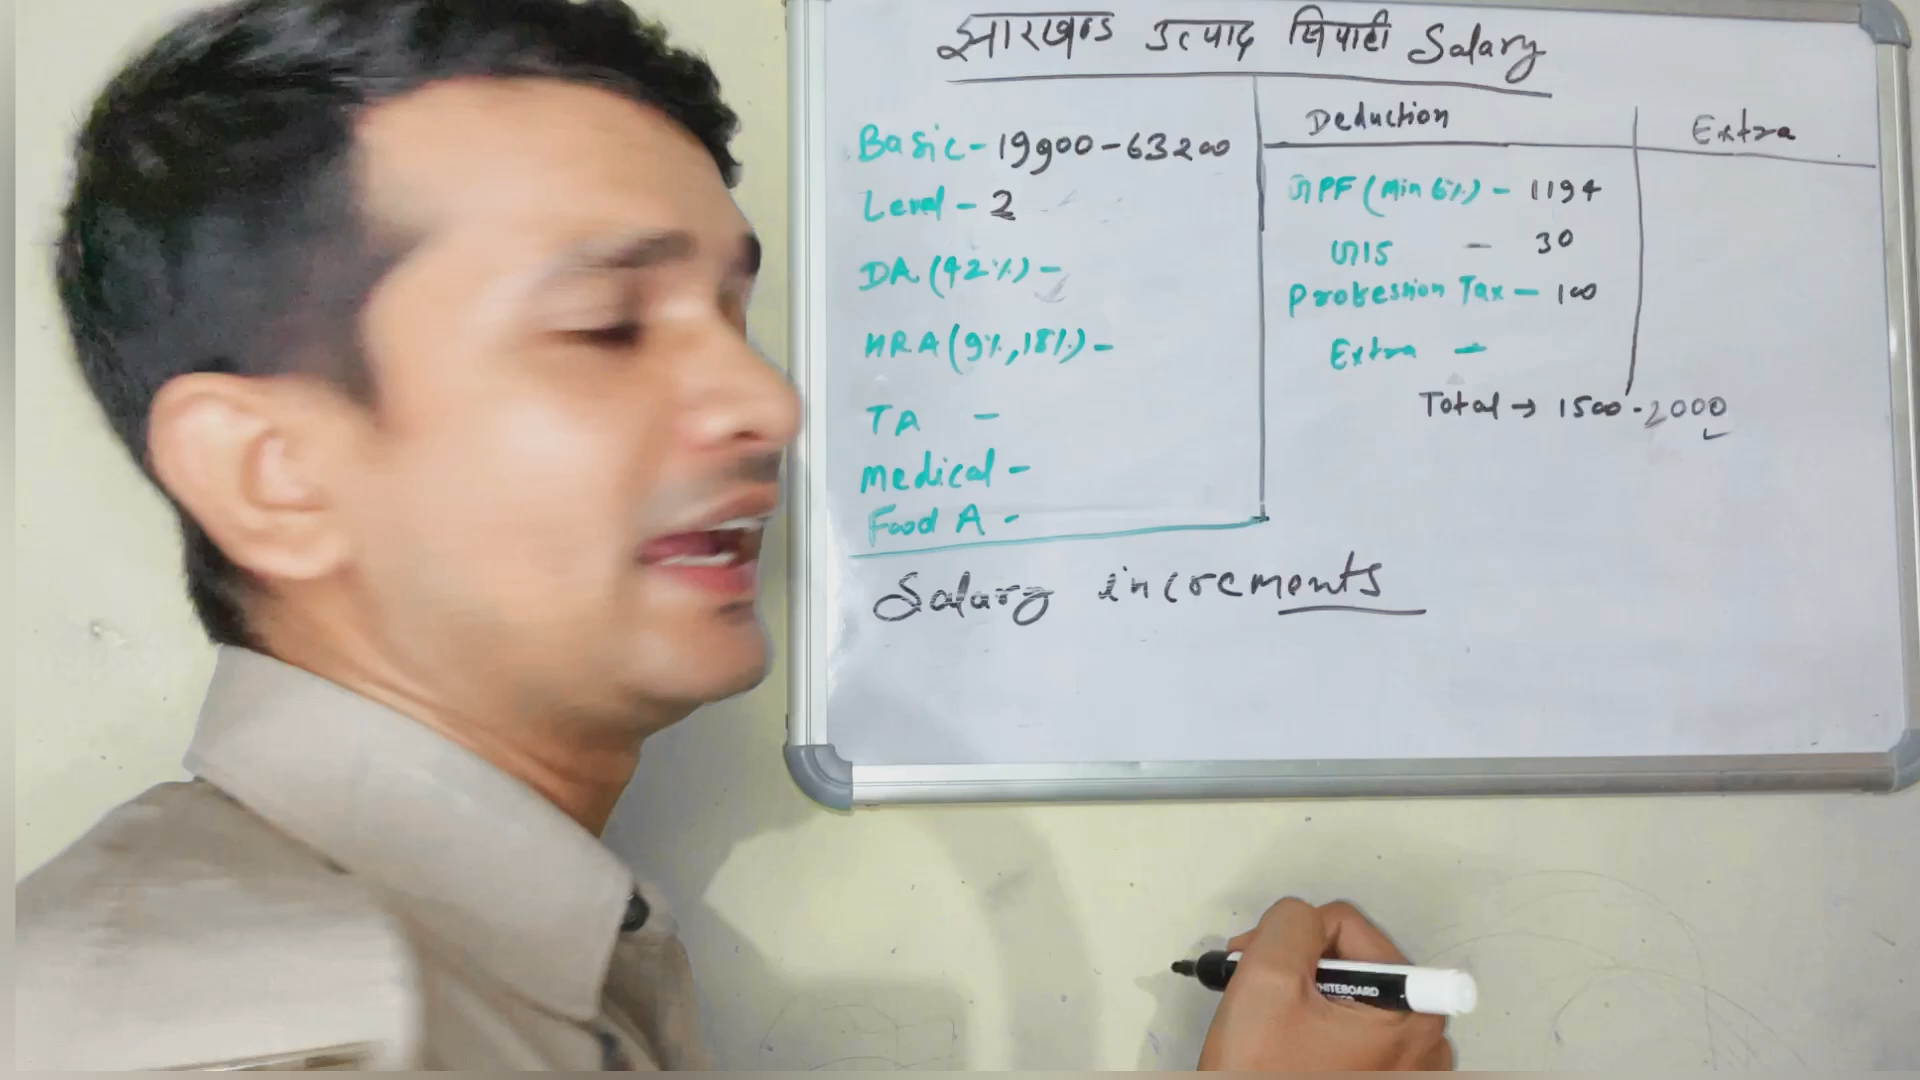 झारखण्ड उत्पाद सिपाही Salary
Basic - 19900 - 63200
Level - 2
DA (42%) -
HRA (9%, 18%) -
TA -
Medical -
Food A -
Deduction
GPF (Min 6%) - 1194
GIS - 30
Profession Tax - 100
Extra -
Total → 1500 - 2000
Extra
Salary increments
WHITEBOARD